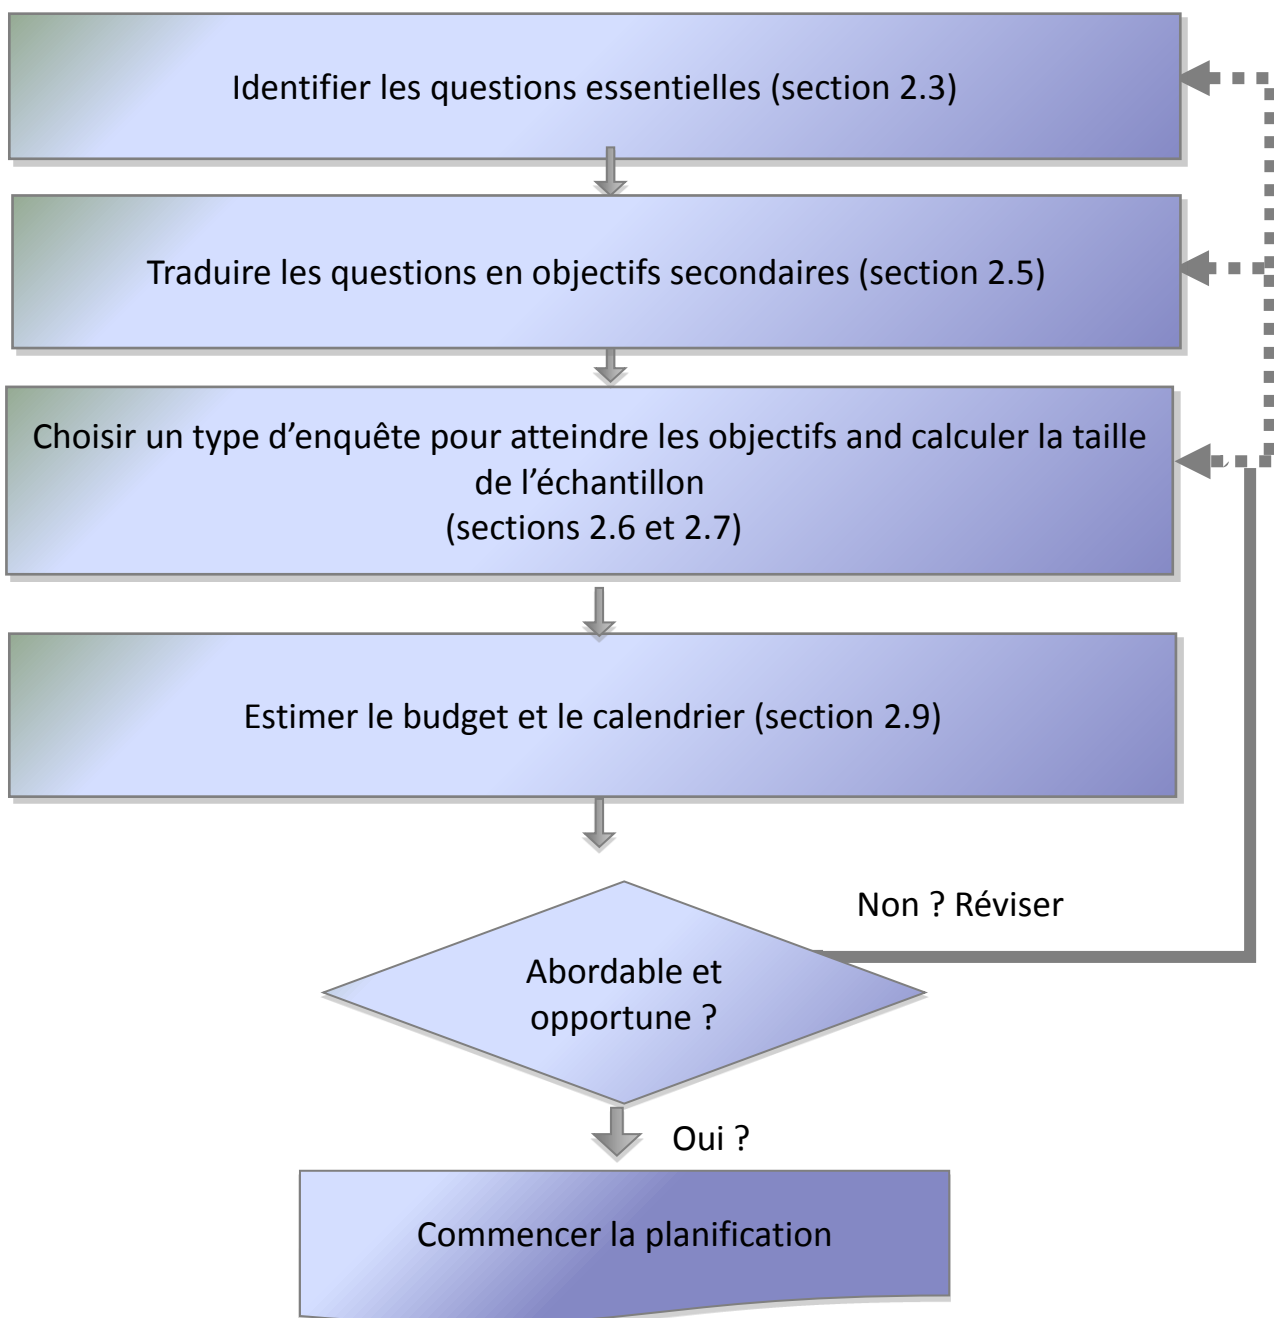 Identifier les questions essentielles (section 2.3)
Traduire les questions en objectifs secondaires (section 2.5)
Choisir un type d’enquête pour atteindre les objectifs and calculer la taille
de l’échantillon
(sections 2.6 et 2.7)
Estimer le budget et le calendrier (section 2.9)
Non ? Réviser
Abordable et
opportune ?
Oui ?
Commencer la planification